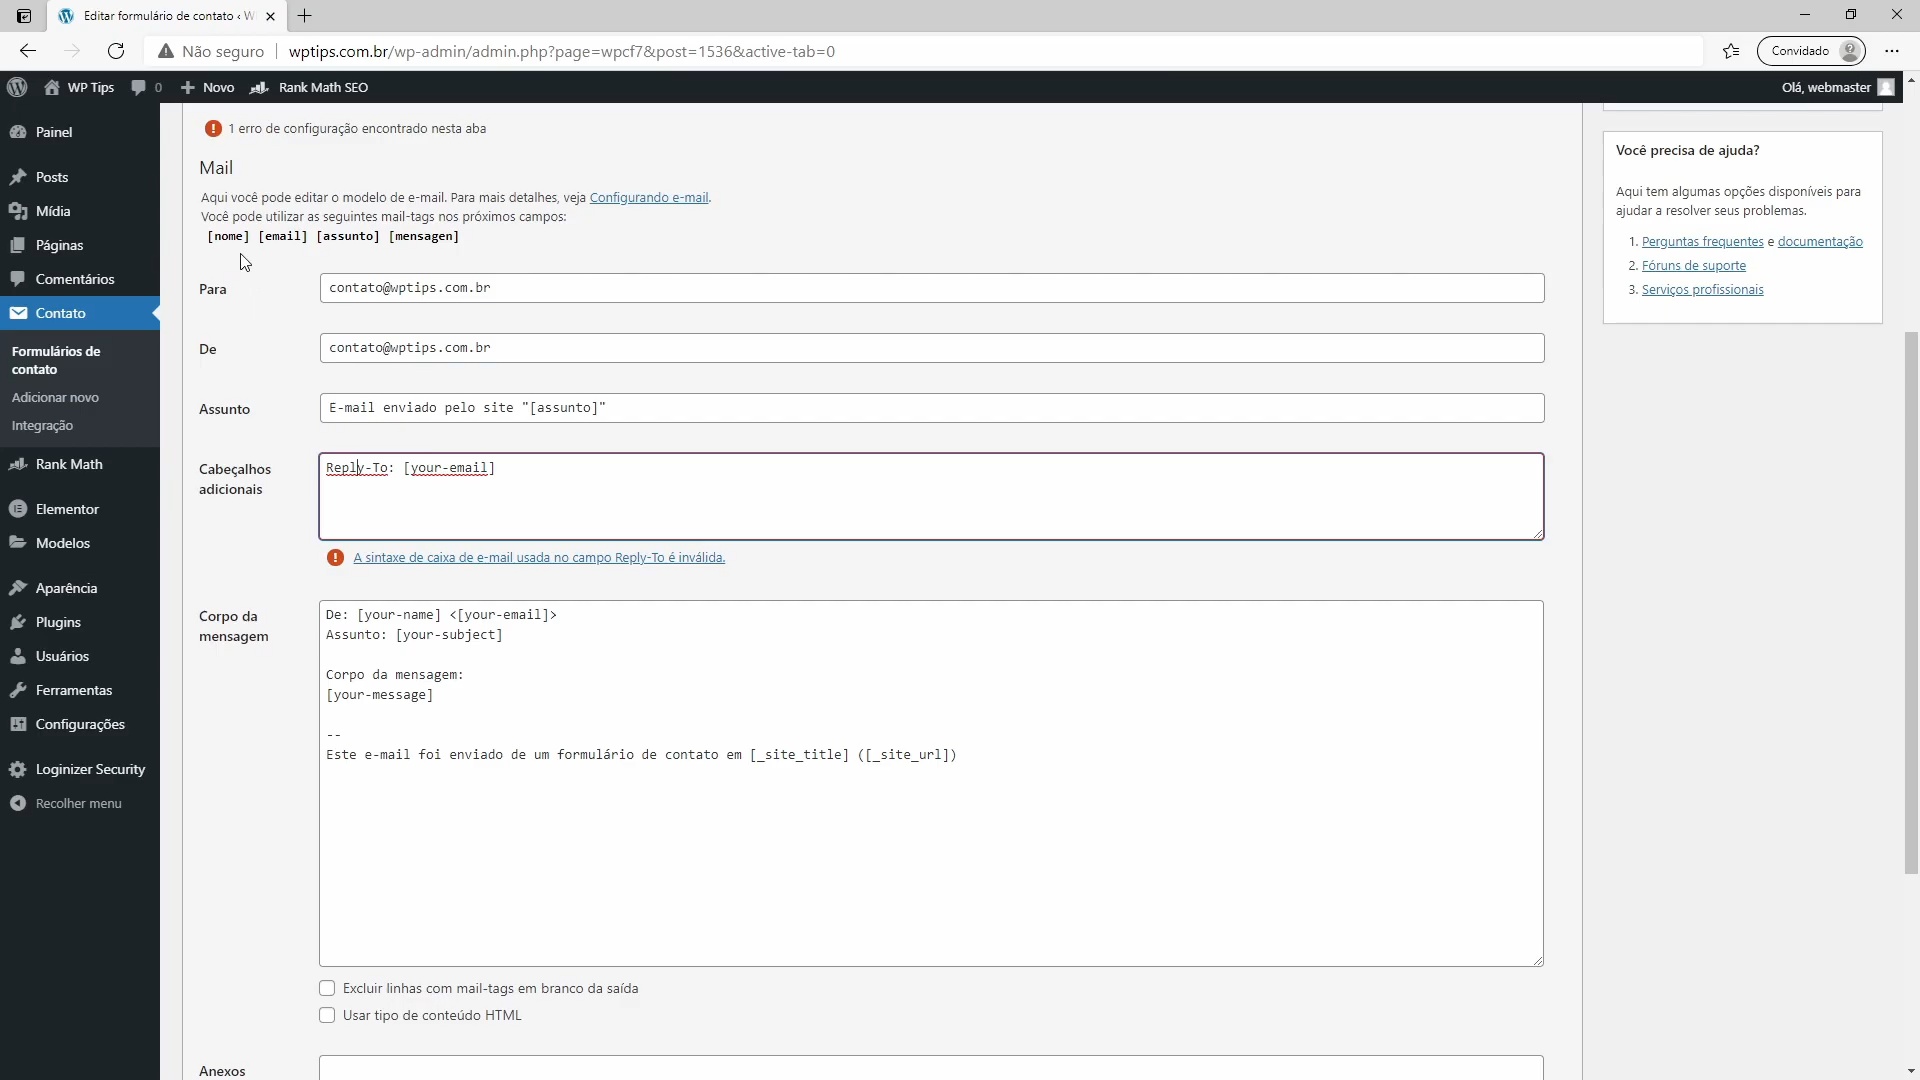 Editar formulário de contato ‹ W
Não seguro
wptips.com.br/wp-admin/admin.php?page=wpcf7&post=1536&active-tab=0
Convidado
WP Tips
0
Novo
Rank Math SEO
Olá, webmaster
Painel
Posts
Mídia
Páginas
Comentários
Contato
Formulários de
contato
Adicionar novo
Integração
Rank Math
Elementor
Modelos
Aparência
Plugins
Usuários
Ferramentas
Configurações
Loginizer Security
Recolher menu
1 erro de configuração encontrado nesta aba
Mail
Aqui você pode editar o modelo de e-mail. Para mais detalhes, veja Configurando e-mail.
Você pode utilizar as seguintes mail-tags nos próximos campos:
[nome] [email] [assunto] [mensagen]
Para
contato@wptips.com.br
De
contato@wptips.com.br
Assunto
E-mail enviado pelo site "[assunto]"
Cabeçalhos
adicionais
Reply-To: [your-email]
A sintaxe de caixa de e-mail usada no campo Reply-To é inválida.
Corpo da
mensagem
De: [your-name] <[your-email]>
Assunto: [your-subject]
Corpo da mensagem:
[your-message]
--
Este e-mail foi enviado de um formulário de contato em [_site_title] ([_site_url])
Excluir linhas com mail-tags em branco da saída
Usar tipo de conteúdo HTML
Anexos
Você precisa de ajuda?
Aqui tem algumas opções disponíveis para
ajudar a resolver seus problemas.
1. Perguntas frequentes e documentação
2. Fóruns de suporte
3. Serviços profissionais